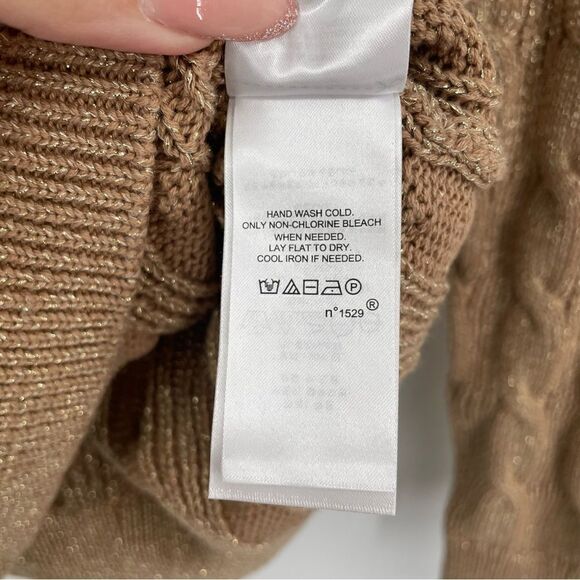 HAND WASH COLD.
ONLY NON-CHLORINE BLEACH
WHEN NEEDED.
LAY FLAT TO DRY.
COOL IRON IF NEEDED.
P
n°1529®